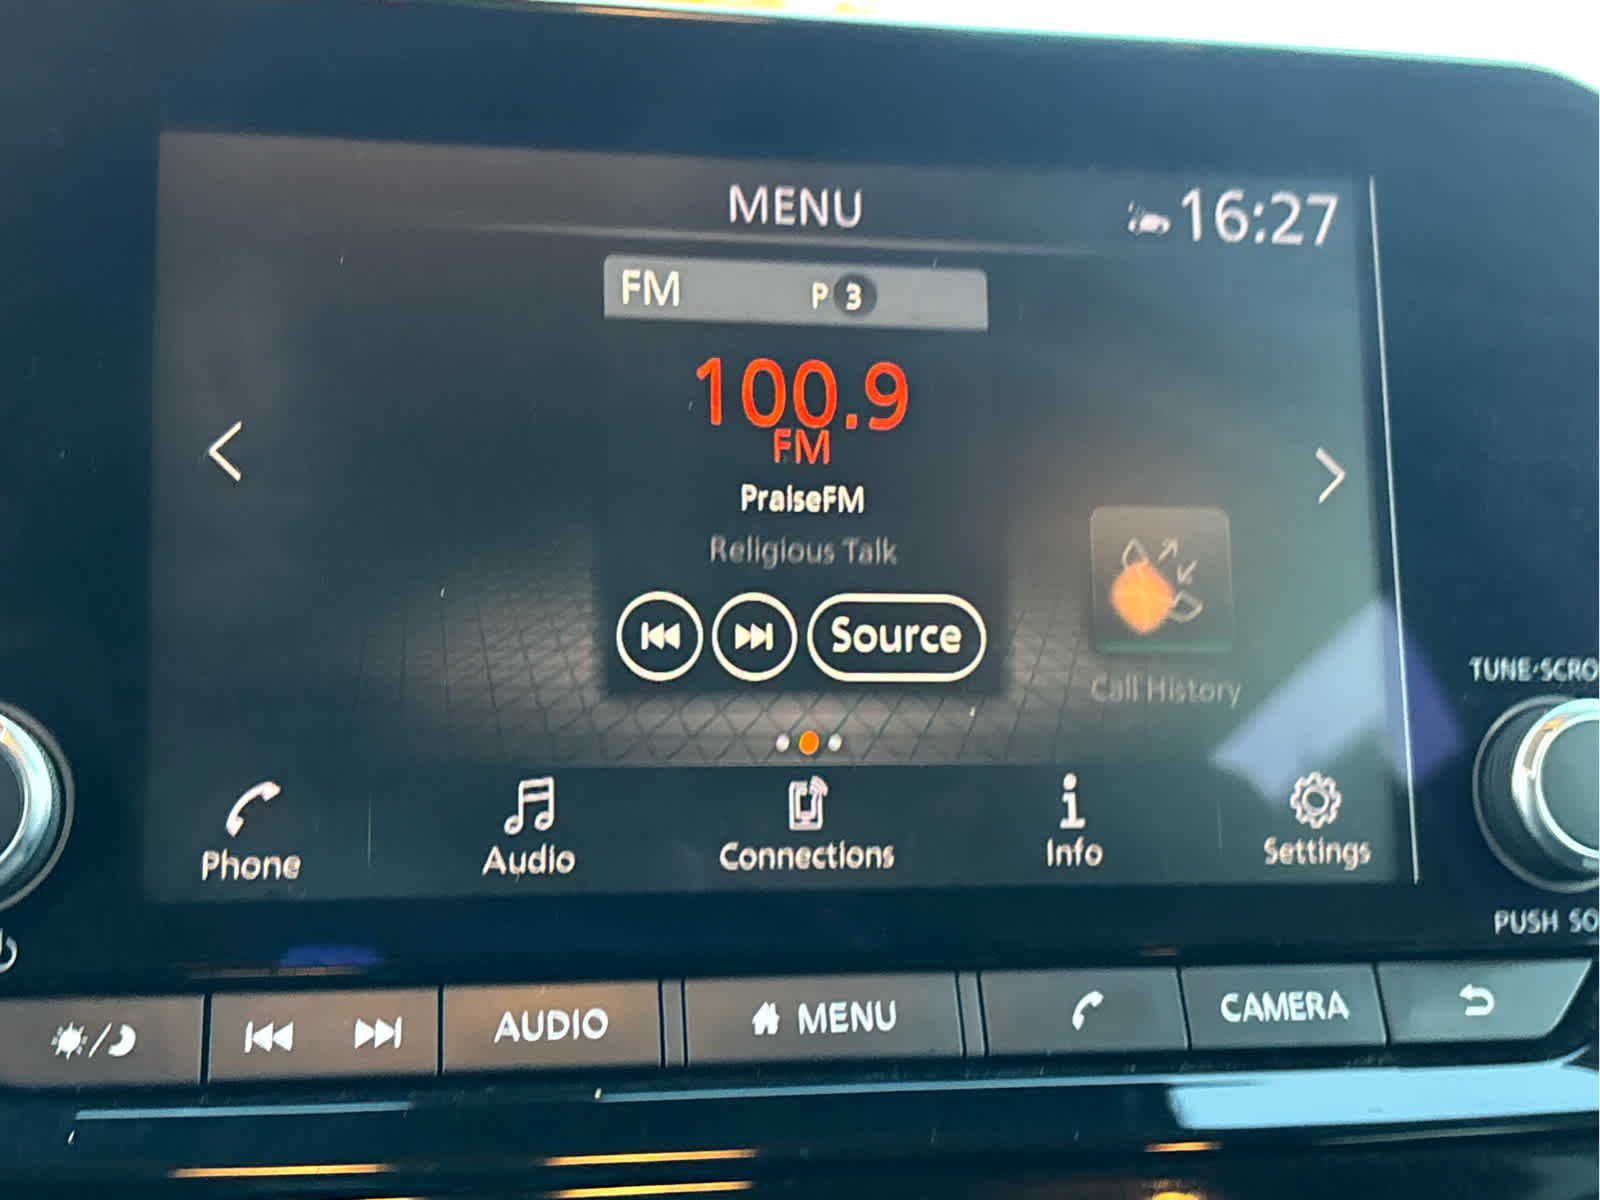 MENU
16:27
FM P 3
100.9
FM
PraiseFM
Religious Talk
Source
Call History
TUNE·SCRO
Phone
Audio
Connections
Info
Settings
PUSH SO
AUDIO
MENU
CAMERA